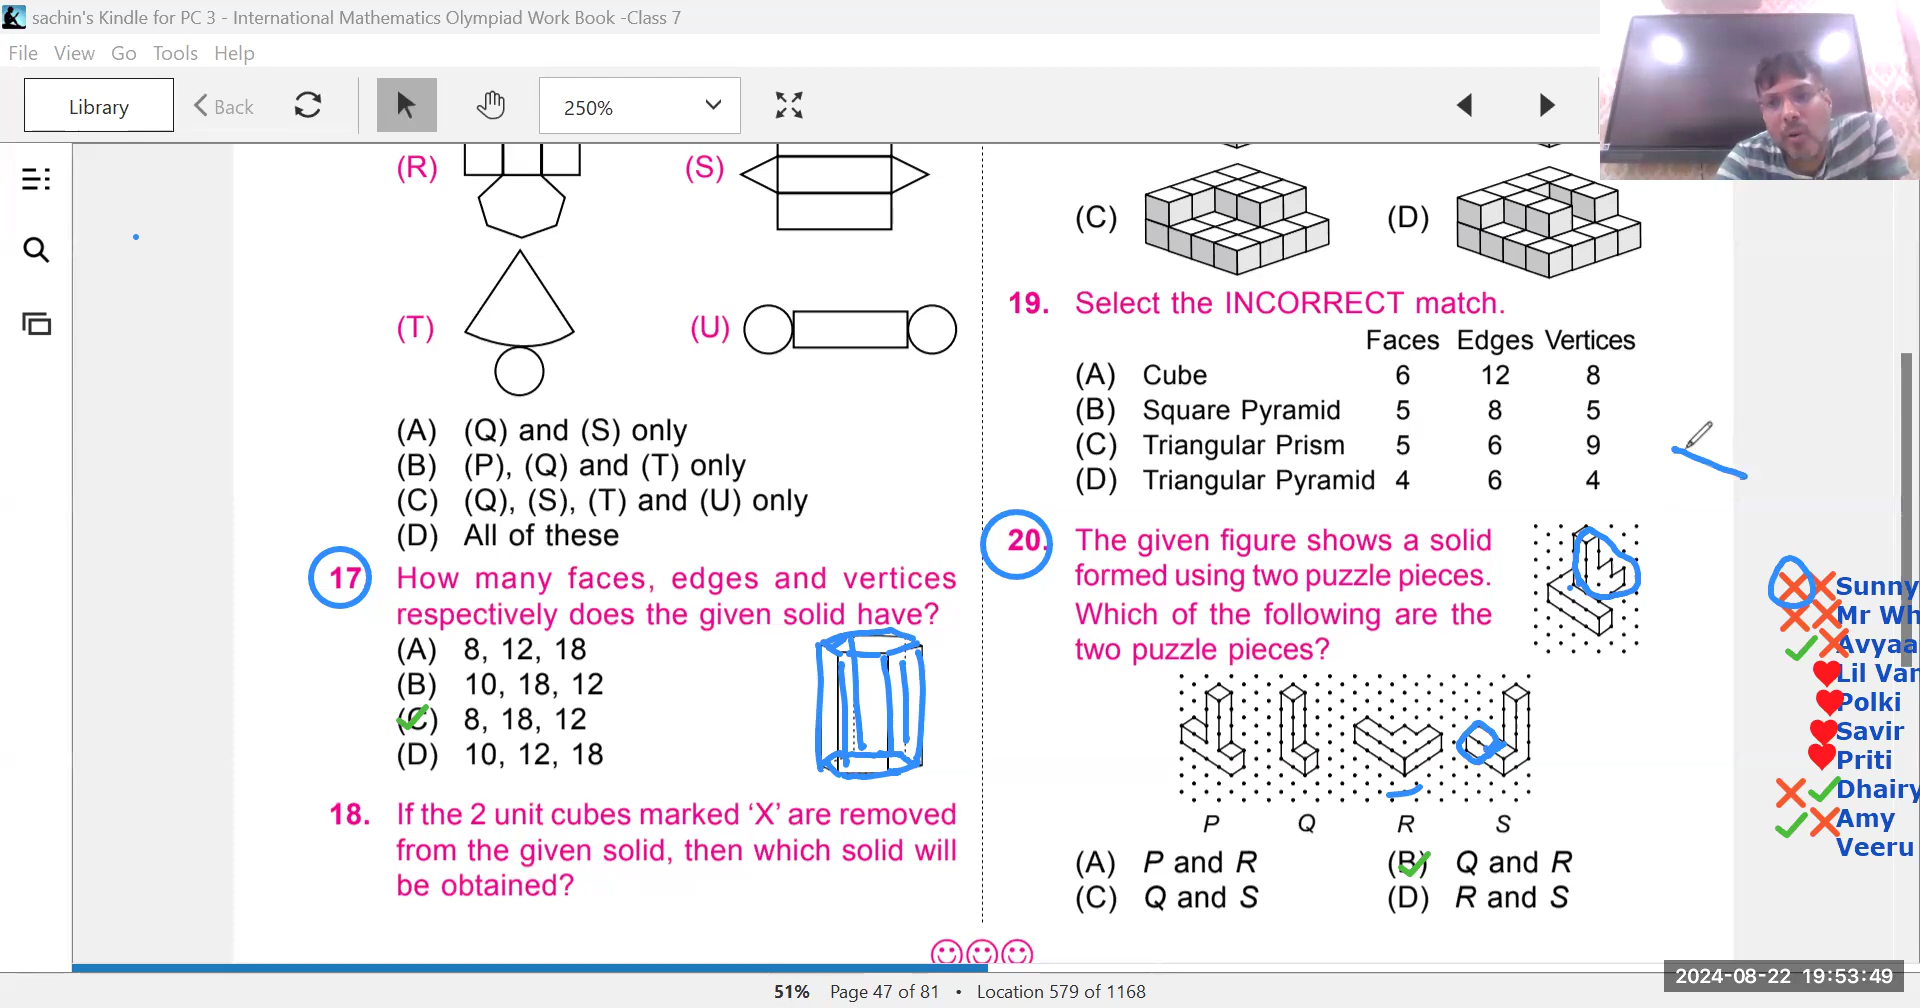 sachin's Kindle for PC 3 - International Mathematics Olympiad Work Book -Class 7
File View Go Tools Help
Library
Back
250%
(R)
(S)
(T)
(U)
(A) (Q) and (S) only
(B) (P), (Q) and (T) only
(C) (Q), (S), (T) and (U) only
(D) All of these
17 How many faces, edges and vertices
respectively does the given solid have?
(A) 8, 12, 18
(B) 10, 18, 12
(C) 8, 18, 12
(D) 10, 12, 18
18. If the 2 unit cubes marked ‘X’ are removed
from the given solid, then which solid will
be obtained?
(C)
(D)
19. Select the INCORRECT match.
Faces Edges Vertices
(A) Cube 6 12 8
(B) Square Pyramid 5 8 5
(C) Triangular Prism 5 6 9
(D) Triangular Pyramid 4 6 4
20. The given figure shows a solid
formed using two puzzle pieces.
Which of the following are the
two puzzle pieces?
P Q R S
(A) P and R (B) Q and R
(C) Q and S (D) R and S
Sunny
Mr Wh
Avyaa
Lil Var
Polki
Savir
Priti
Dhairy
Amy
Veeru
2024-08-22 19:53:49
51% Page 47 of 81 • Location 579 of 1168